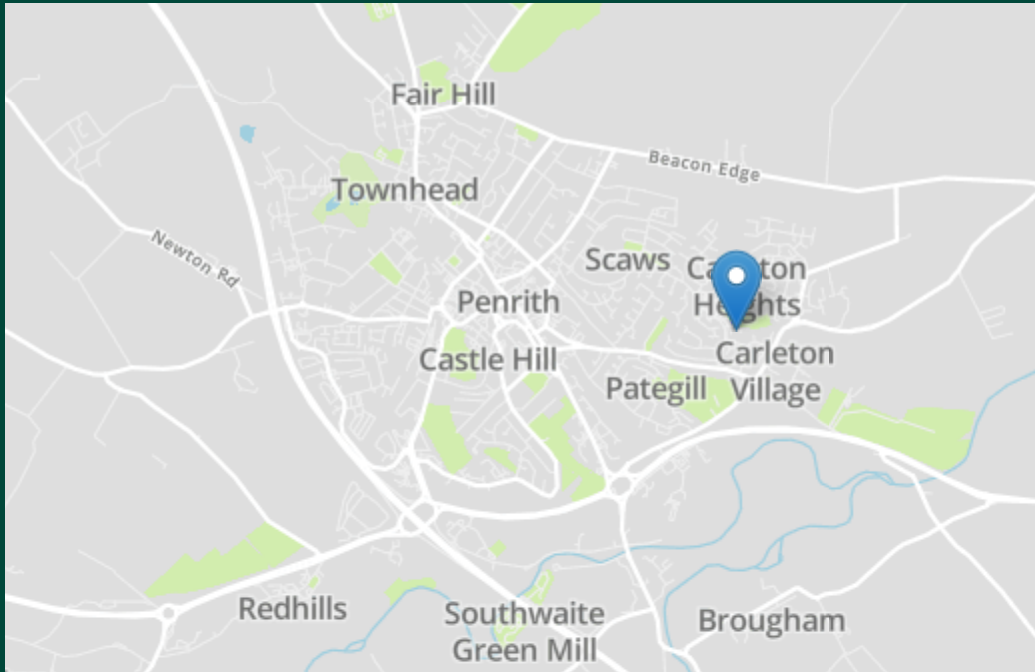 Fair Hill
Beacon Edge
Townhead
Newton Rd
Scaws
Heights
Penrith
Castle Hill
Carleton
Village
Pategill
Redhills
Southwaite
Green Mill
Brougham